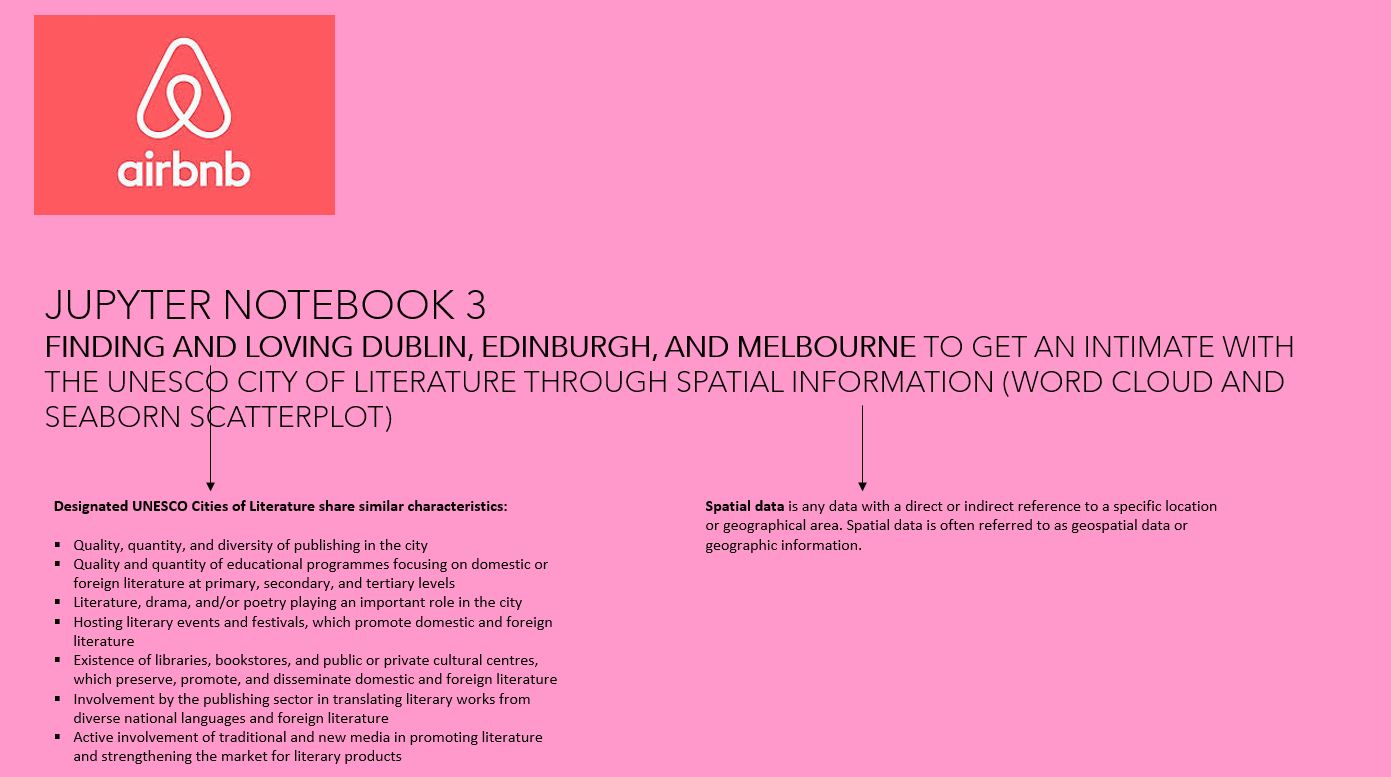 airbnb
JUPYTER NOTEBOOK 3
FINDING AND LOVING DUBLIN, EDINBURGH, AND MELBOURNE TO GET AN INTIMATE WITH
THE UNESCO CITY OF LITERATURE THROUGH SPATIAL INFORMATION (WORD CLOUD AND
SEABORN SCATTERPLOT)
Designated UNESCO Cities of Literature share similar characteristics:
▪ Quality, quantity, and diversity of publishing in the city
▪ Quality and quantity of educational programmes focusing on domestic or
foreign literature at primary, secondary, and tertiary levels
▪ Literature, drama, and/or poetry playing an important role in the city
▪ Hosting literary events and festivals, which promote domestic and foreign
literature
▪ Existence of libraries, bookstores, and public or private cultural centres,
which preserve, promote, and disseminate domestic and foreign literature
▪ Involvement by the publishing sector in translating literary works from
diverse national languages and foreign literature
▪ Active involvement of traditional and new media in promoting literature
and strengthening the market for literary products
Spatial data is any data with a direct or indirect reference to a specific location
or geographical area. Spatial data is often referred to as geospatial data or
geographic information.